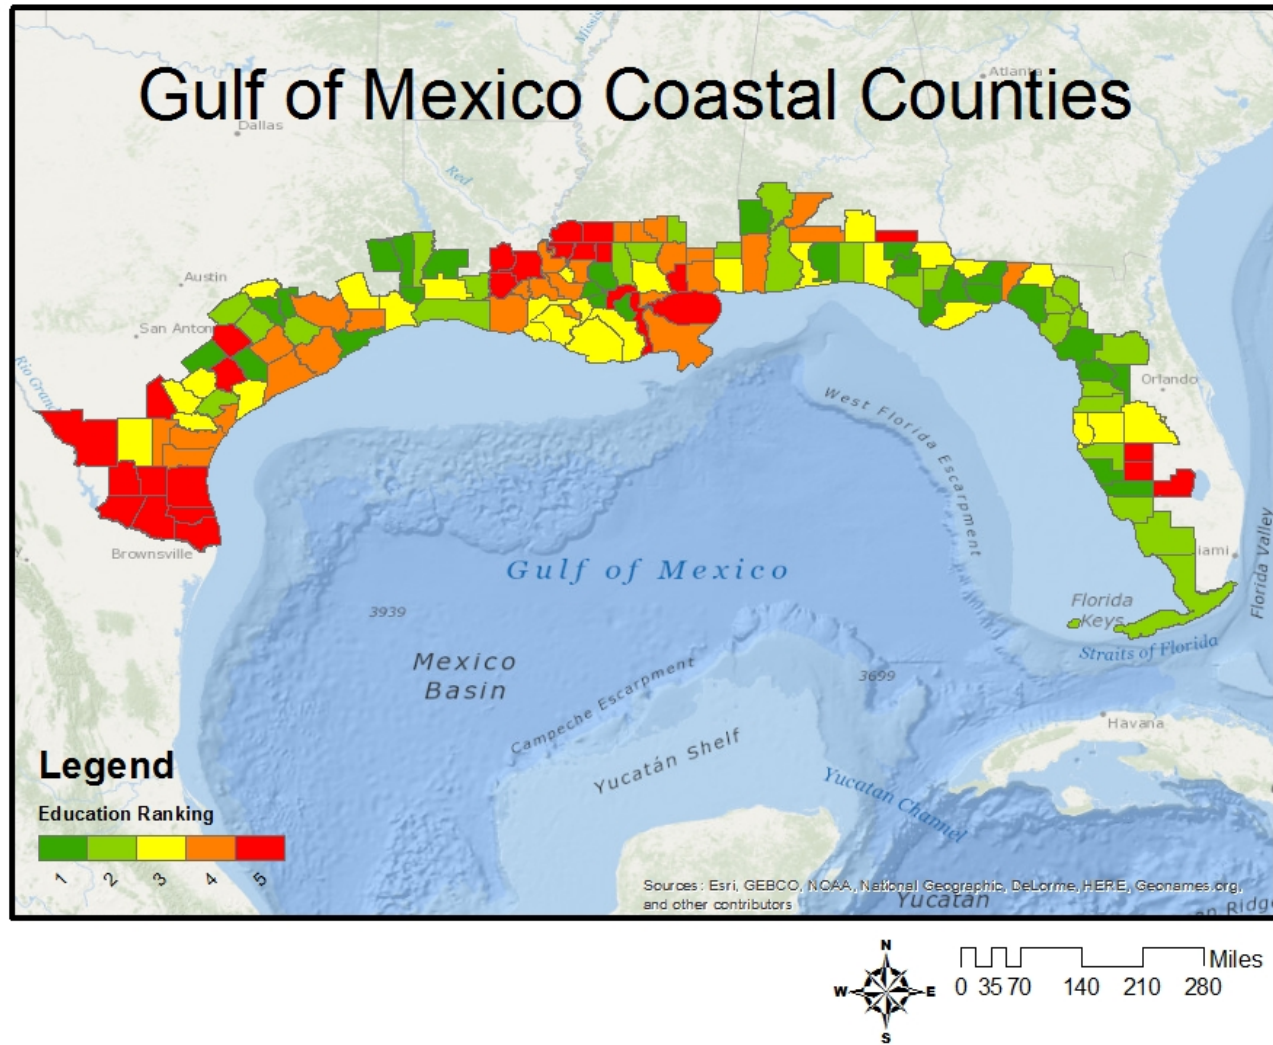 Gulf of Mexico Coastal Counties
Atlanta
Dallas
Red
Austin
San Anton
Rio Grand
Orlando
West Florida Escarpment
Brownsville
iami
Florida Valley
Gulf of Mexico
3939
Florida
Keys
Straits of Florida
Mexico
Basin
3699
Campeche Escarpment
Havana
Yucatán Shelf
Yucatan Channel
Legend
Education Ranking
1 2 3 4 5
Sources: Esri, GEBCO, NOAA, National Geographic, DeLorme, HERE, Geonames.org,
and other contributors
Yucatan
N
W E
S
Miles
0 35 70 140 210 280